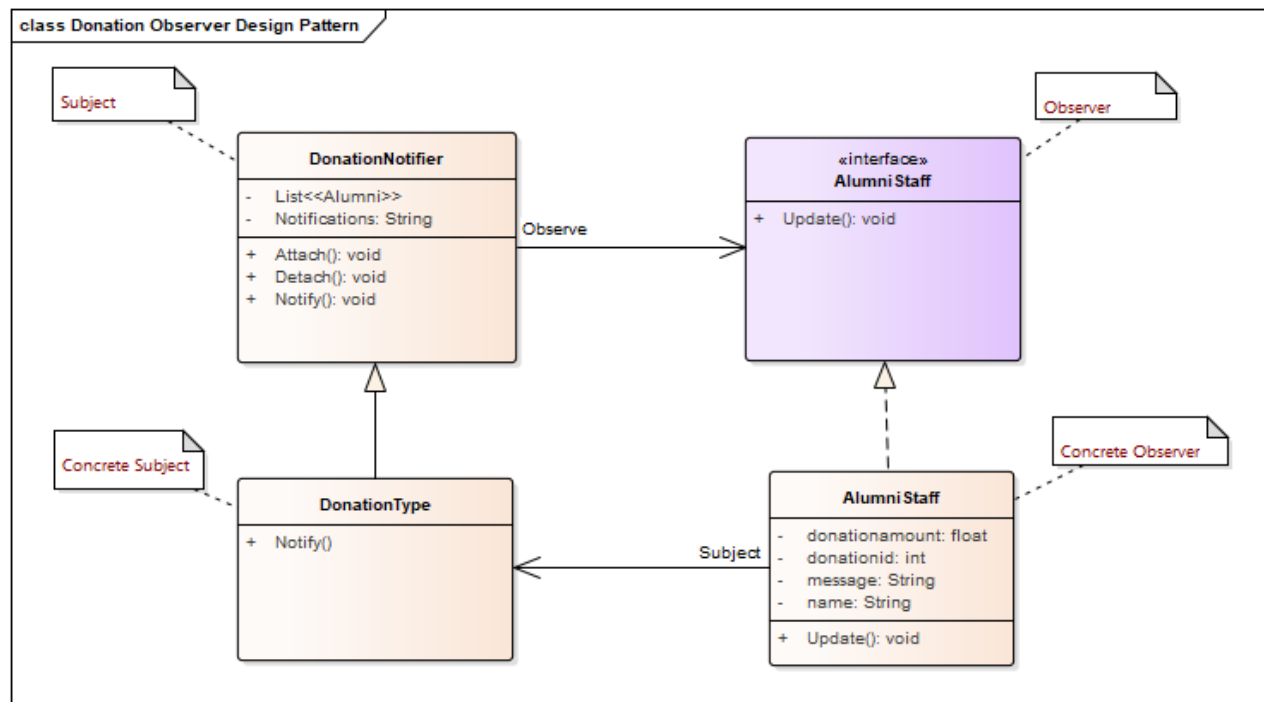 class Donation Observer Design Pattern
Subject
Observer
DonationNotifier
- List<<Alumni>>
- Notifications: String
+ Attach(): void
+ Detach(): void
+ Notify(): void
Observe
«interface»
AlumniStaff
+ Update(): void
Concrete Subject
Concrete Observer
DonationType
+ Notify()
Subject
AlumniStaff
- donationamount: float
- donationid: int
- message: String
- name: String
+ Update(): void